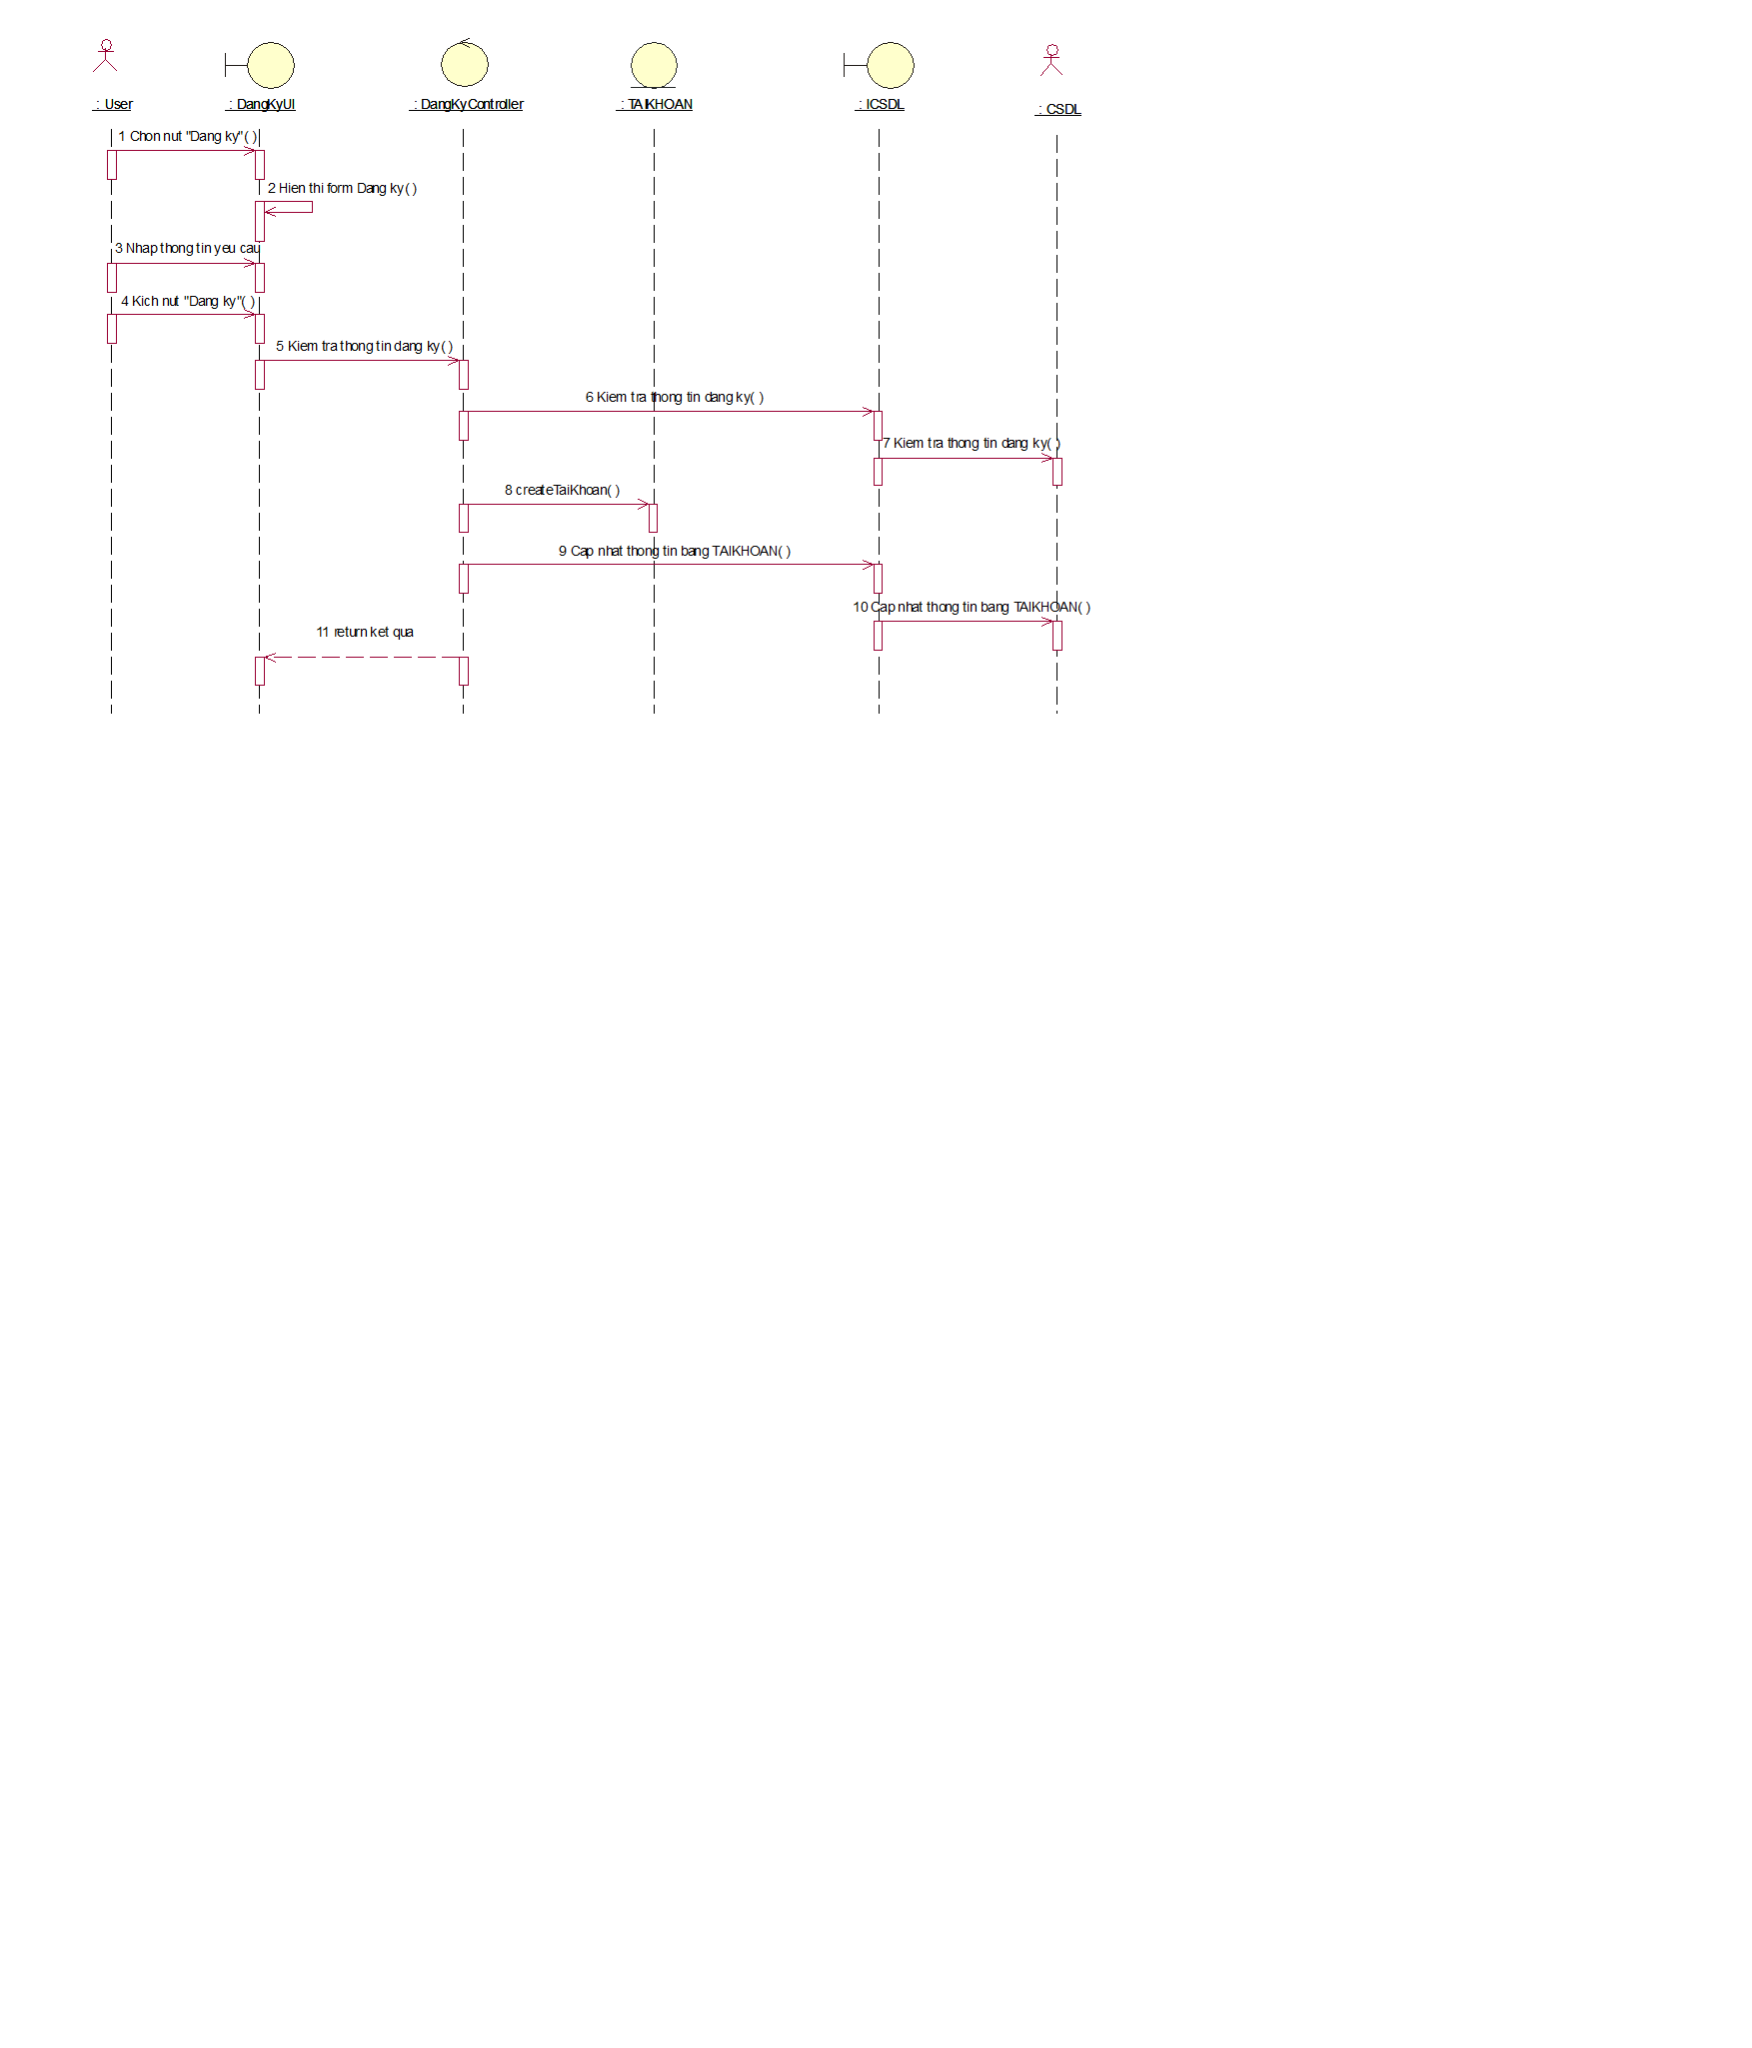 : User
: DangKyUI
: DangKyController
: TAIKHOAN
: ICSDL
: CSDL
1 Chon nut "Dang ky"( )
2 Hien thi form Dang ky( )
3 Nhap thong tin yeu cau
4 Kich nut "Dang ky"( )
5 Kiem tra thong tin dang ky( )
6 Kiem tra thong tin dang ky( )
7 Kiem tra thong tin dang ky( )
8 createTaiKhoan( )
9 Cap nhat thong tin bang TAIKHOAN( )
10 Cap nhat thong tin bang TAIKHOAN( )
11 return ket qua